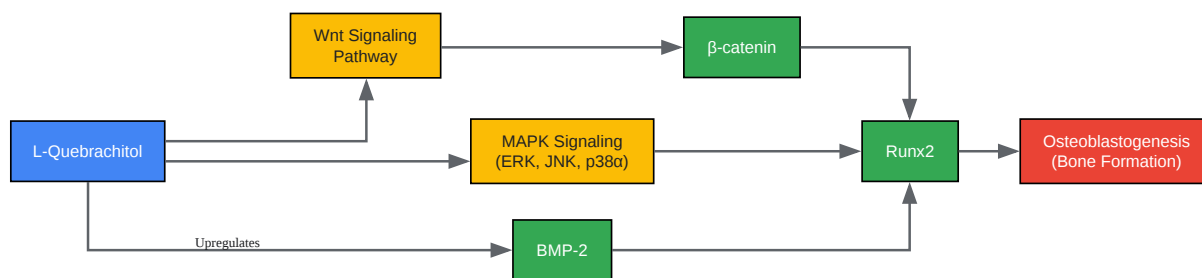 Wnt Signaling
Pathway
β-catenin
L-Quebrachitol
MAPK Signaling
(ERK, JNK, p38α)
Runx2
Osteoblastogenesis
(Bone Formation)
Upregulates
BMP-2